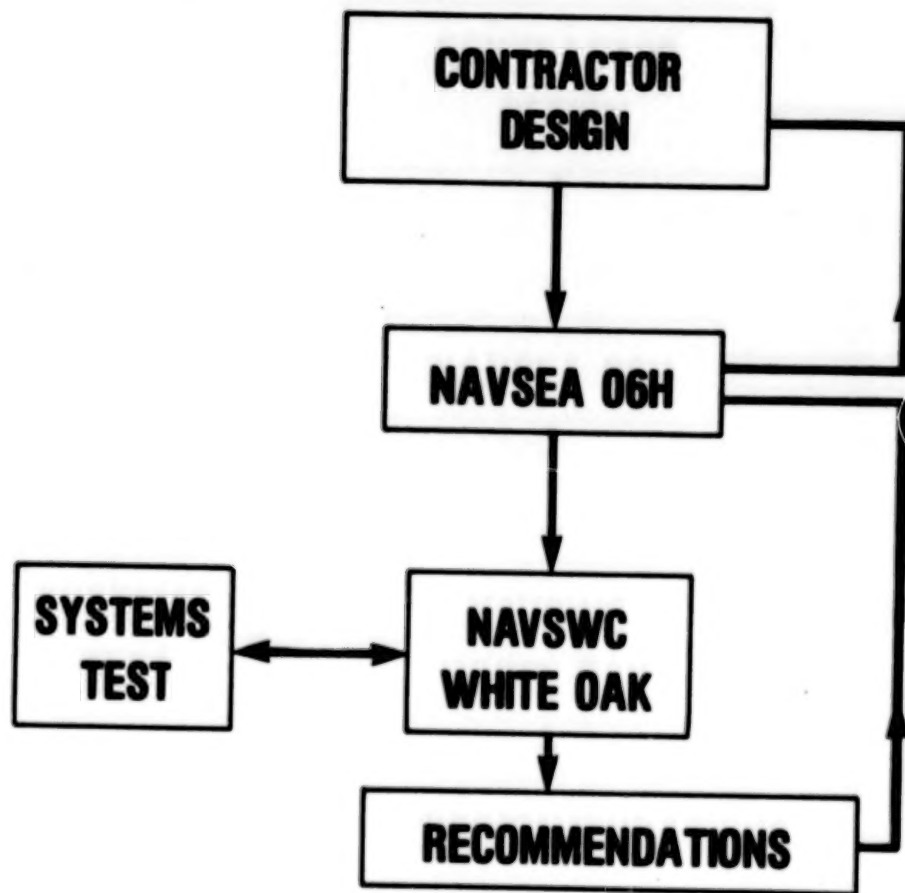 CONTRACTOR
DESIGN
NAVSEA 06H
SYSTEMS
TEST
NAVSWC
WHITE OAK
RECOMMENDATIONS